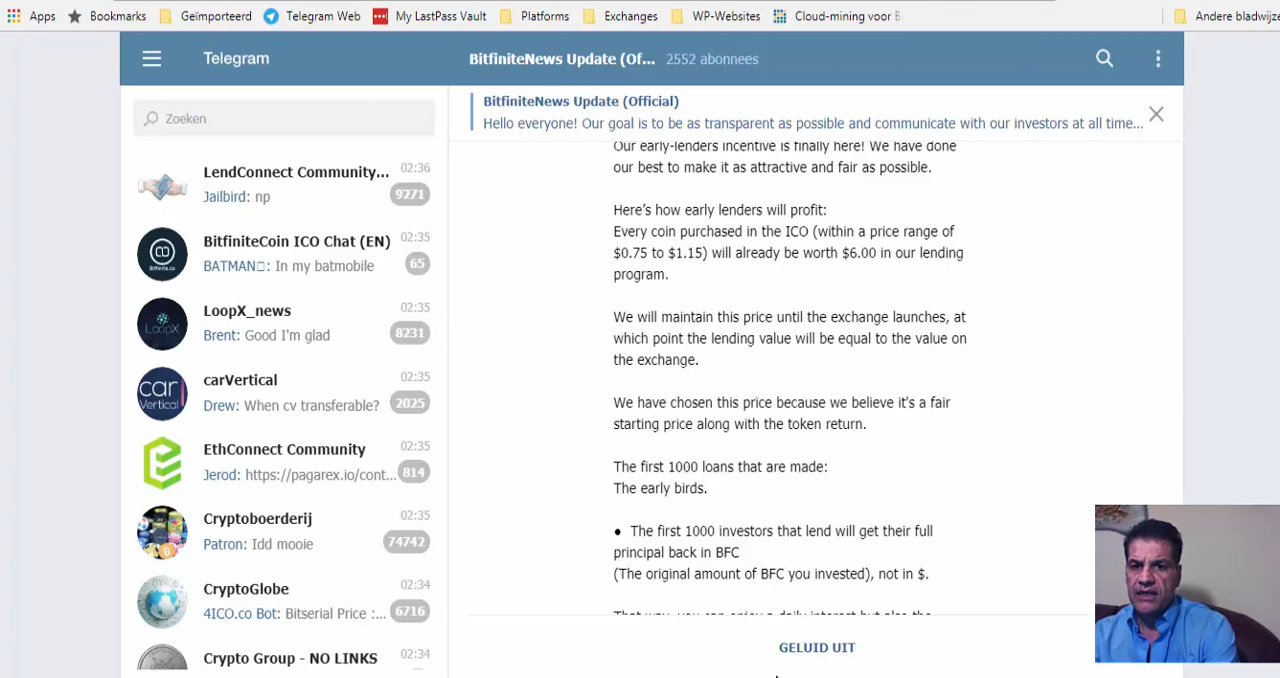 Apps Bookmarks Geïmporteerd Telegram Web My LastPass Vault Platforms Exchanges WP-Websites Cloud-mining voor Andere bladwijze
Telegram
BitfiniteNews Update (Of... 2552 abonnees
Zoeken
LendConnect Community... 02:36
Jailbird: np 9271
BitfiniteCoin ICO Chat (EN) 02:35
BATMAN: In my batmobile 65
LoopX_news 02:35
Brent: Good I'm glad 8231
carVertical 02:35
Drew: When cv transferable? 2025
EthConnect Community 02:35
Jerod: https://pagarex.io/cont... 814
Cryptoboerderij 02:35
Patron: Idd mooie 74742
CryptoGlobe 02:34
4ICO.co Bot: Bitserial Price :... 6716
Crypto Group - NO LINKS 02:34
BitfiniteNews Update (Official)
Hello everyone! Our goal is to be as transparent as possible and communicate with our investors at all time...
Our early-lenders incentive is finally here! We have done
our best to make it as attractive and fair as possible.
Here's how early lenders will profit:
Every coin purchased in the ICO (within a price range of
$0.75 to $1.15) will already be worth $6.00 in our lending
program.
We will maintain this price until the exchange launches, at
which point the lending value will be equal to the value on
the exchange.
We have chosen this price because we believe it's a fair
starting price along with the token return.
The first 1000 loans that are made:
The early birds.
● The first 1000 investors that lend will get their full
principal back in BFC
(The original amount of BFC you invested), not in $.
That way, you can enjoy a daily interest but also the
GELUID UIT